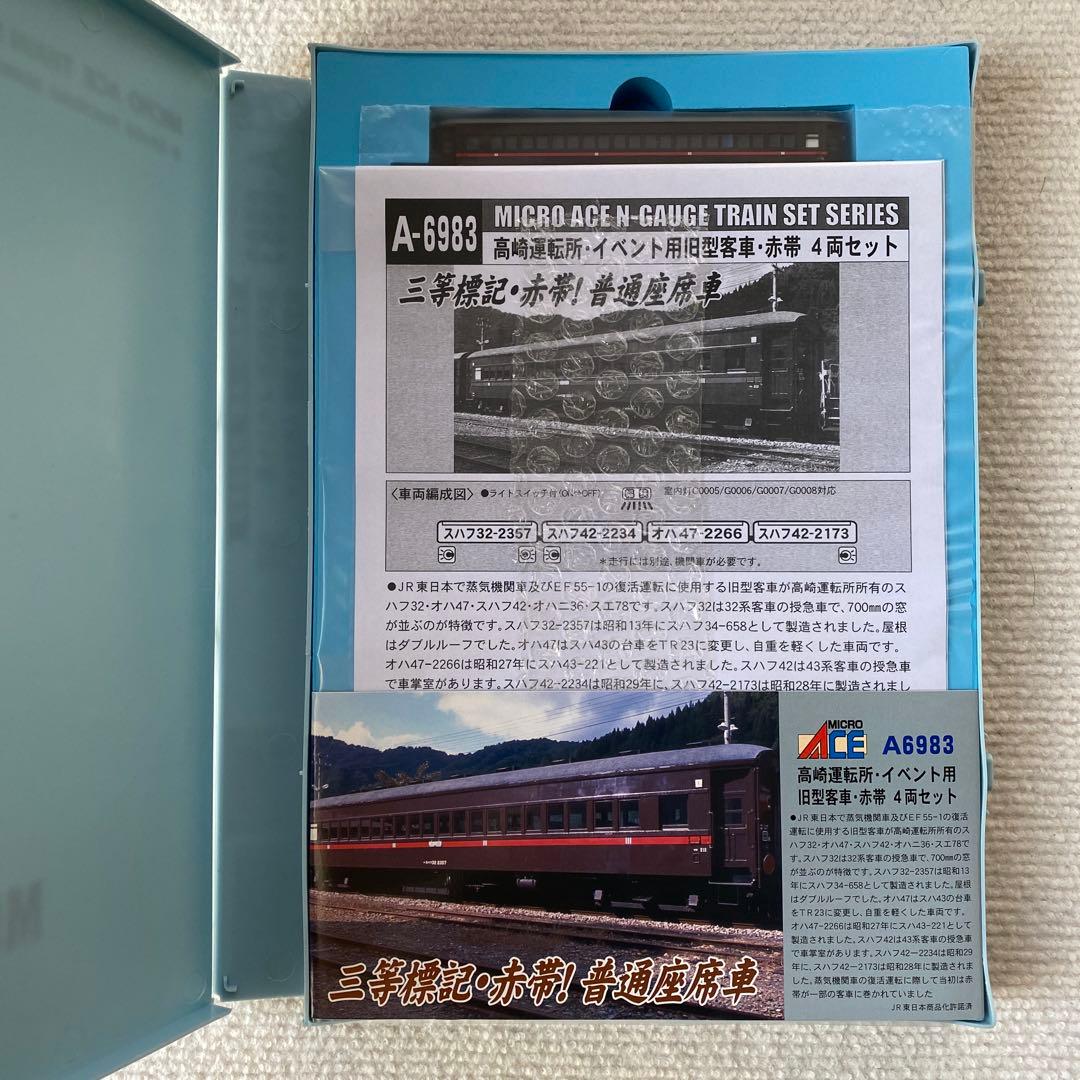 A-6983
MICRO ACE N-GAUGE TRAIN SET SERIES
高崎運転所・イベント用旧型客車・赤帯 4両セット
三等標記・赤帯! 普通座席車
〈車両編成図〉 ●ライトスイッチ付(ON⇔OFF) 室内灯G0005/G0006/G0007/G0008対応
スハフ32-2357 スハフ42-2234 オハ47-2266 スハフ42-2173
*走行には別途、機関車が必要です。
●JR東日本で蒸気機関車及びEF55-1の復活運転に使用する旧型客車が高崎運転所所有のス
ハフ32・オハ47・スハフ42・オハニ36・スエ78です。スハフ32は32系客車の授急車で、700mmの窓
が並ぶのが特徴です。スハフ32-2357は昭和13年にスハフ34-658として製造されました。屋根
はダブルルーフでした。オハ47はスハ43の台車をTR23に変更し、自重を軽くした車両です。
オハ47-2266は昭和27年にスハ43-221として製造されました。スハフ42は43系客車の授急車
で車掌室があります。スハフ42-2234は昭和29年に、スハフ42-2173は昭和28年に製造されまし
MICRO
ACE A6983
高崎運転所・イベント用
旧型客車・赤帯 4両セット
●JR東日本で蒸気機関車及びEF55-1の復活
運転に使用する旧型客車が高崎運転所所有のス
ハフ32・オハ47・スハフ42・オハニ36・スエ78で
す。スハフ32は32系客車の授急車で、700mmの窓
が並ぶのが特徴です。スハフ32-2357は昭和13
年にスハフ34-658として製造されました。屋根
はダブルルーフでした。オハ47はスハ43の台車
をTR23に変更し、自重を軽くした車両です。
オハ47-2266は昭和27年にスハ43-221として
製造されました。スハフ42は43系客車の授急車
で車掌室があります。スハフ42ー2234は昭和29
年に、スハフ42ー2173は昭和28年に製造されま
した。蒸気機関車の復活運転に際して当初は赤
帯が一部の客車に巻かれていました
JR東日本商品化許諾済
スハフ32 2357
三等標記・赤帯! 普通座席車